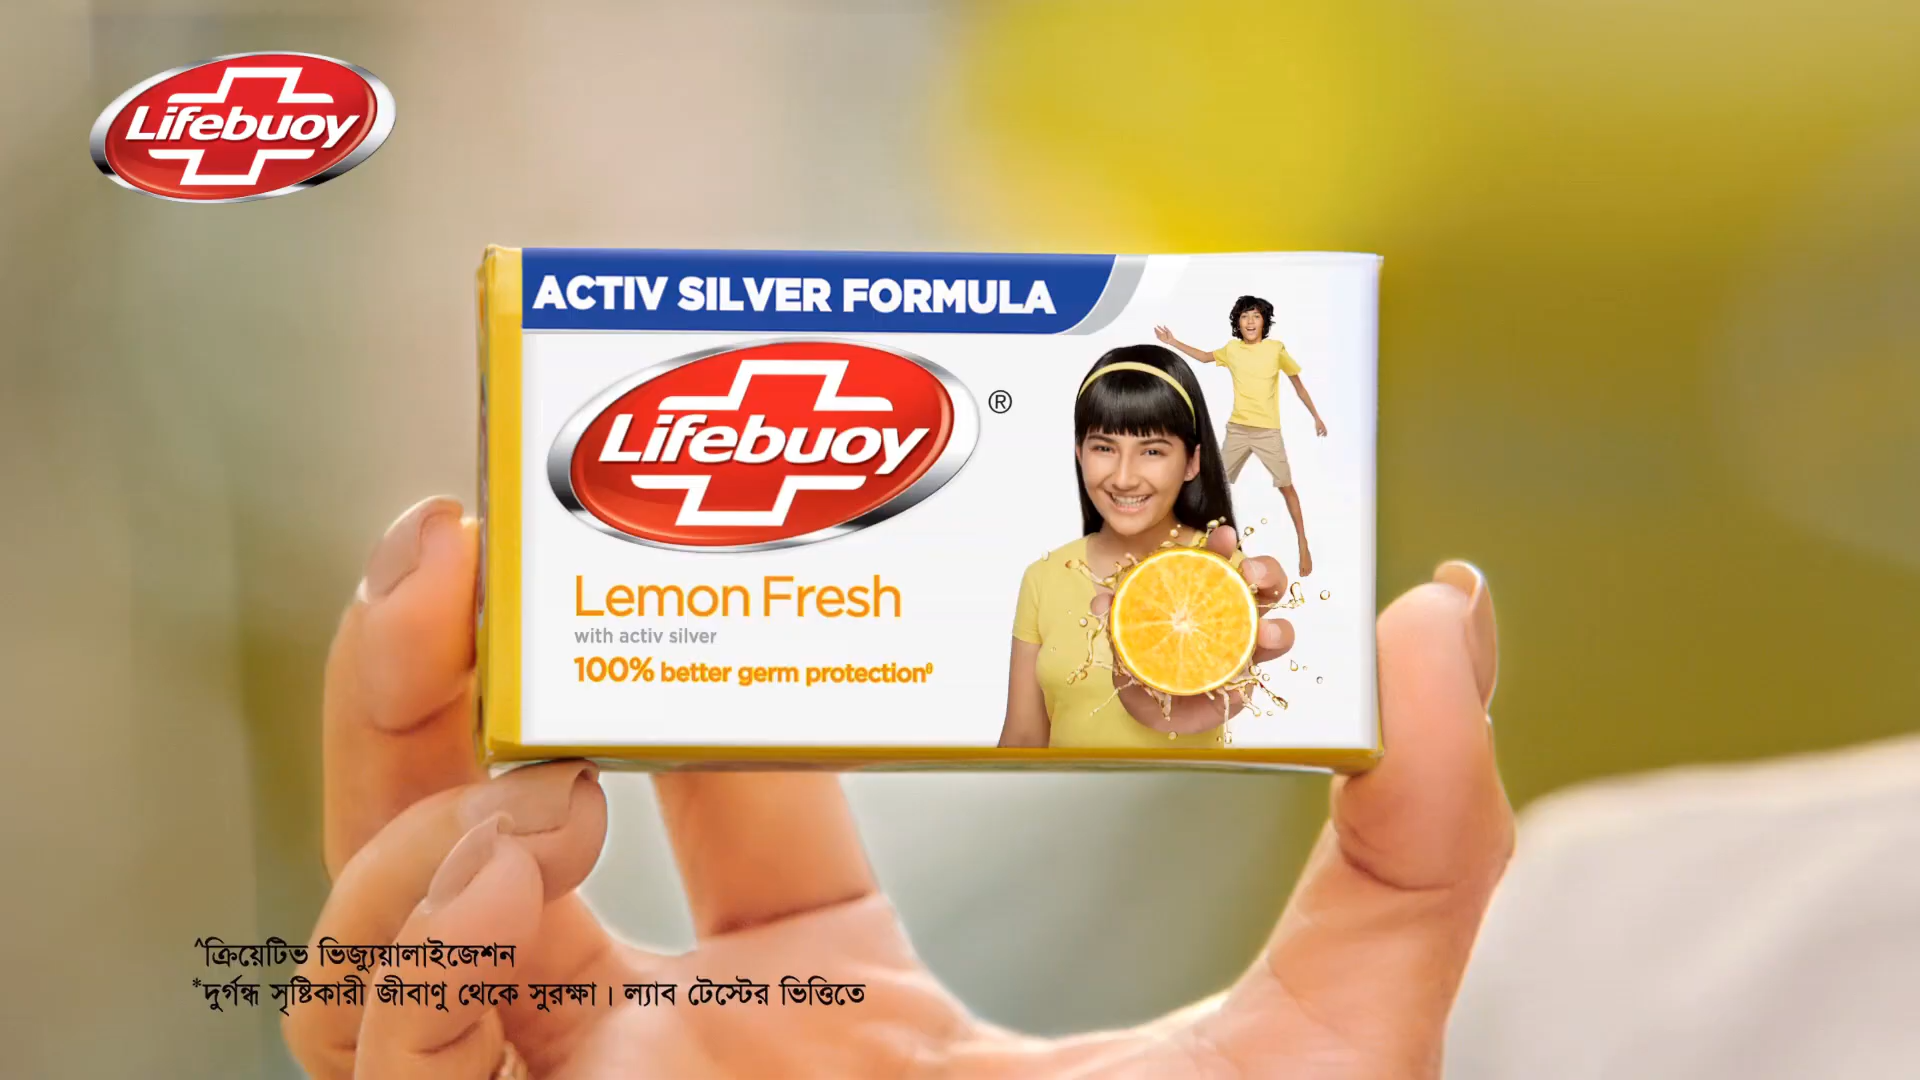 Lifebuoy
ACTIV SILVER FORMULA
Lifebuoy ®
Lemon Fresh
with activ silver
100% better germ protection
^ক্রিয়েটিভ ভিজ্যুয়ালাইজেশন
*দুর্গন্ধ সৃষ্টিকারী জীবাণু থেকে সুরক্ষা। ল্যাব টেস্টের ভিত্তিতে